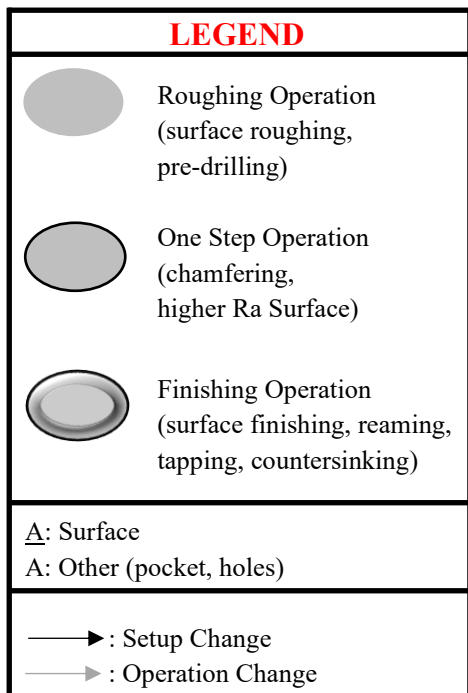 LEGEND
Roughing Operation
(surface roughing,
pre-drilling)
One Step Operation
(chamfering,
higher Ra Surface)
Finishing Operation
(surface finishing, reaming,
tapping, countersinking)
A: Surface
A: Other (pocket, holes)
: Setup Change
: Operation Change